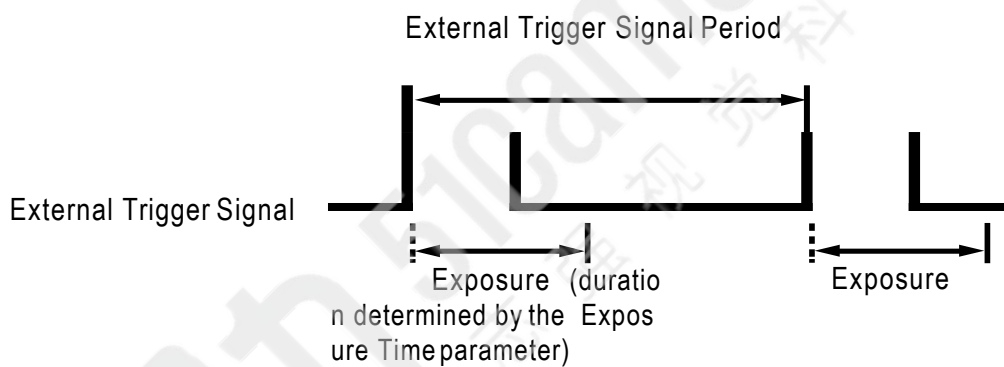 External Trigger Signal Period
External Trigger Signal
Exposure (duratio
n determined by the Expos
ure Time parameter)
Exposure